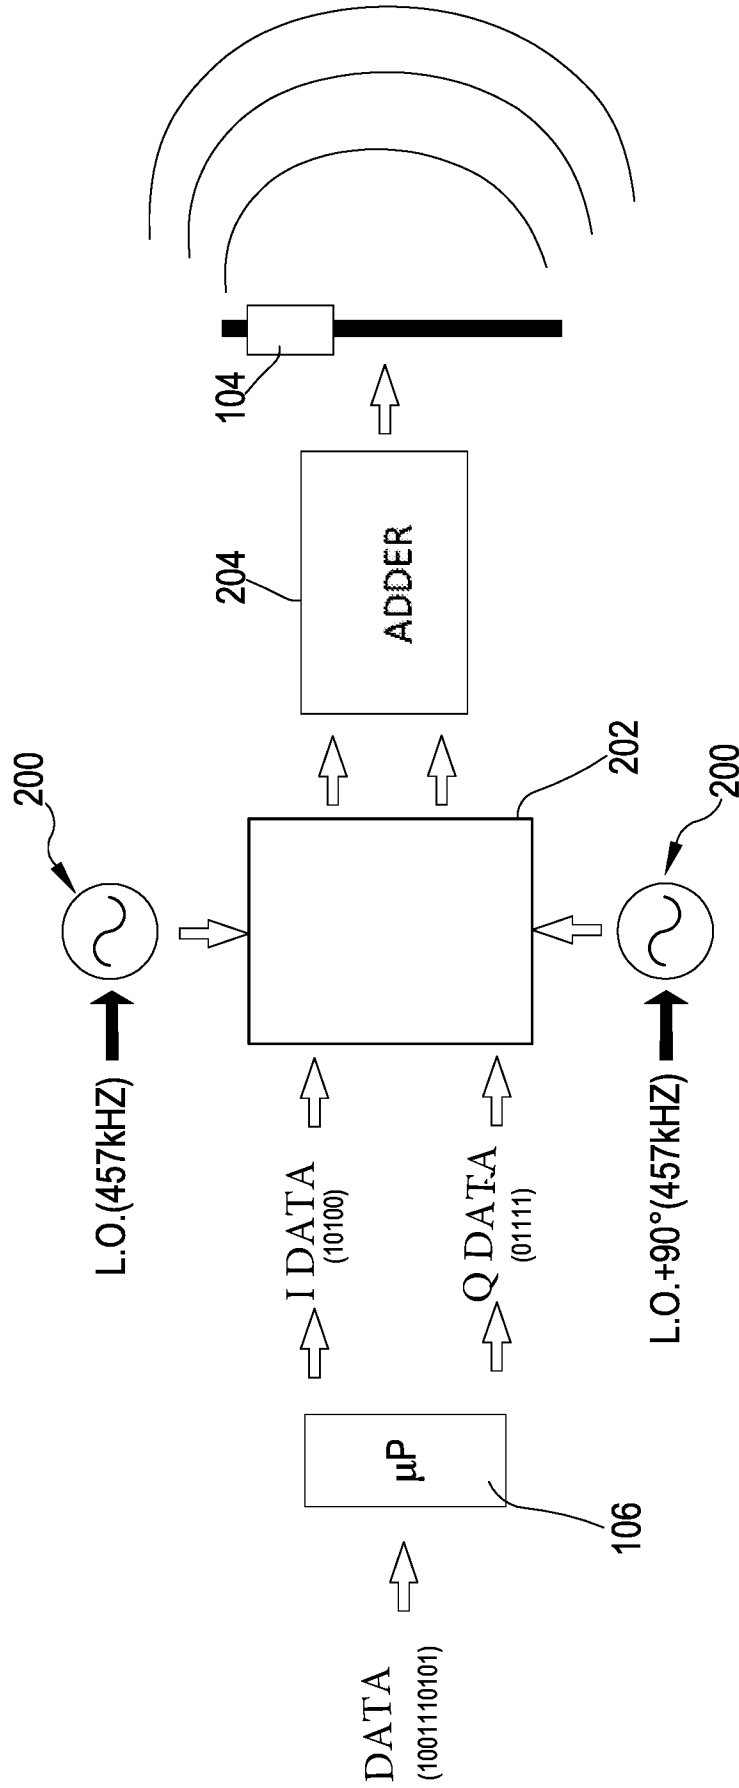 DATA
(1001110101)
μP
106
I DATA
(10100)
Q DATA
(01111)
L.O.(457kHZ)
200
L.O.+90°(457kHZ)
200
202
ADDER
204
104